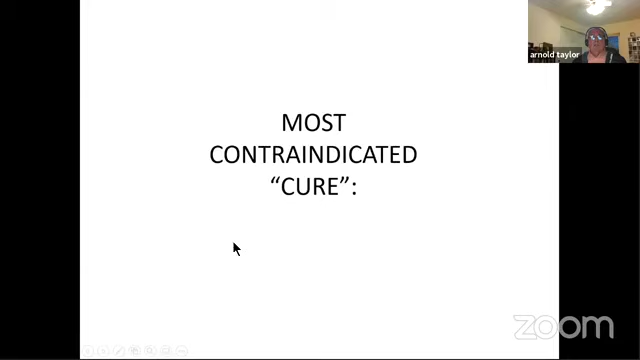 arnold taylor
MOST
CONTRAINDICATED
“CURE”:
zoom